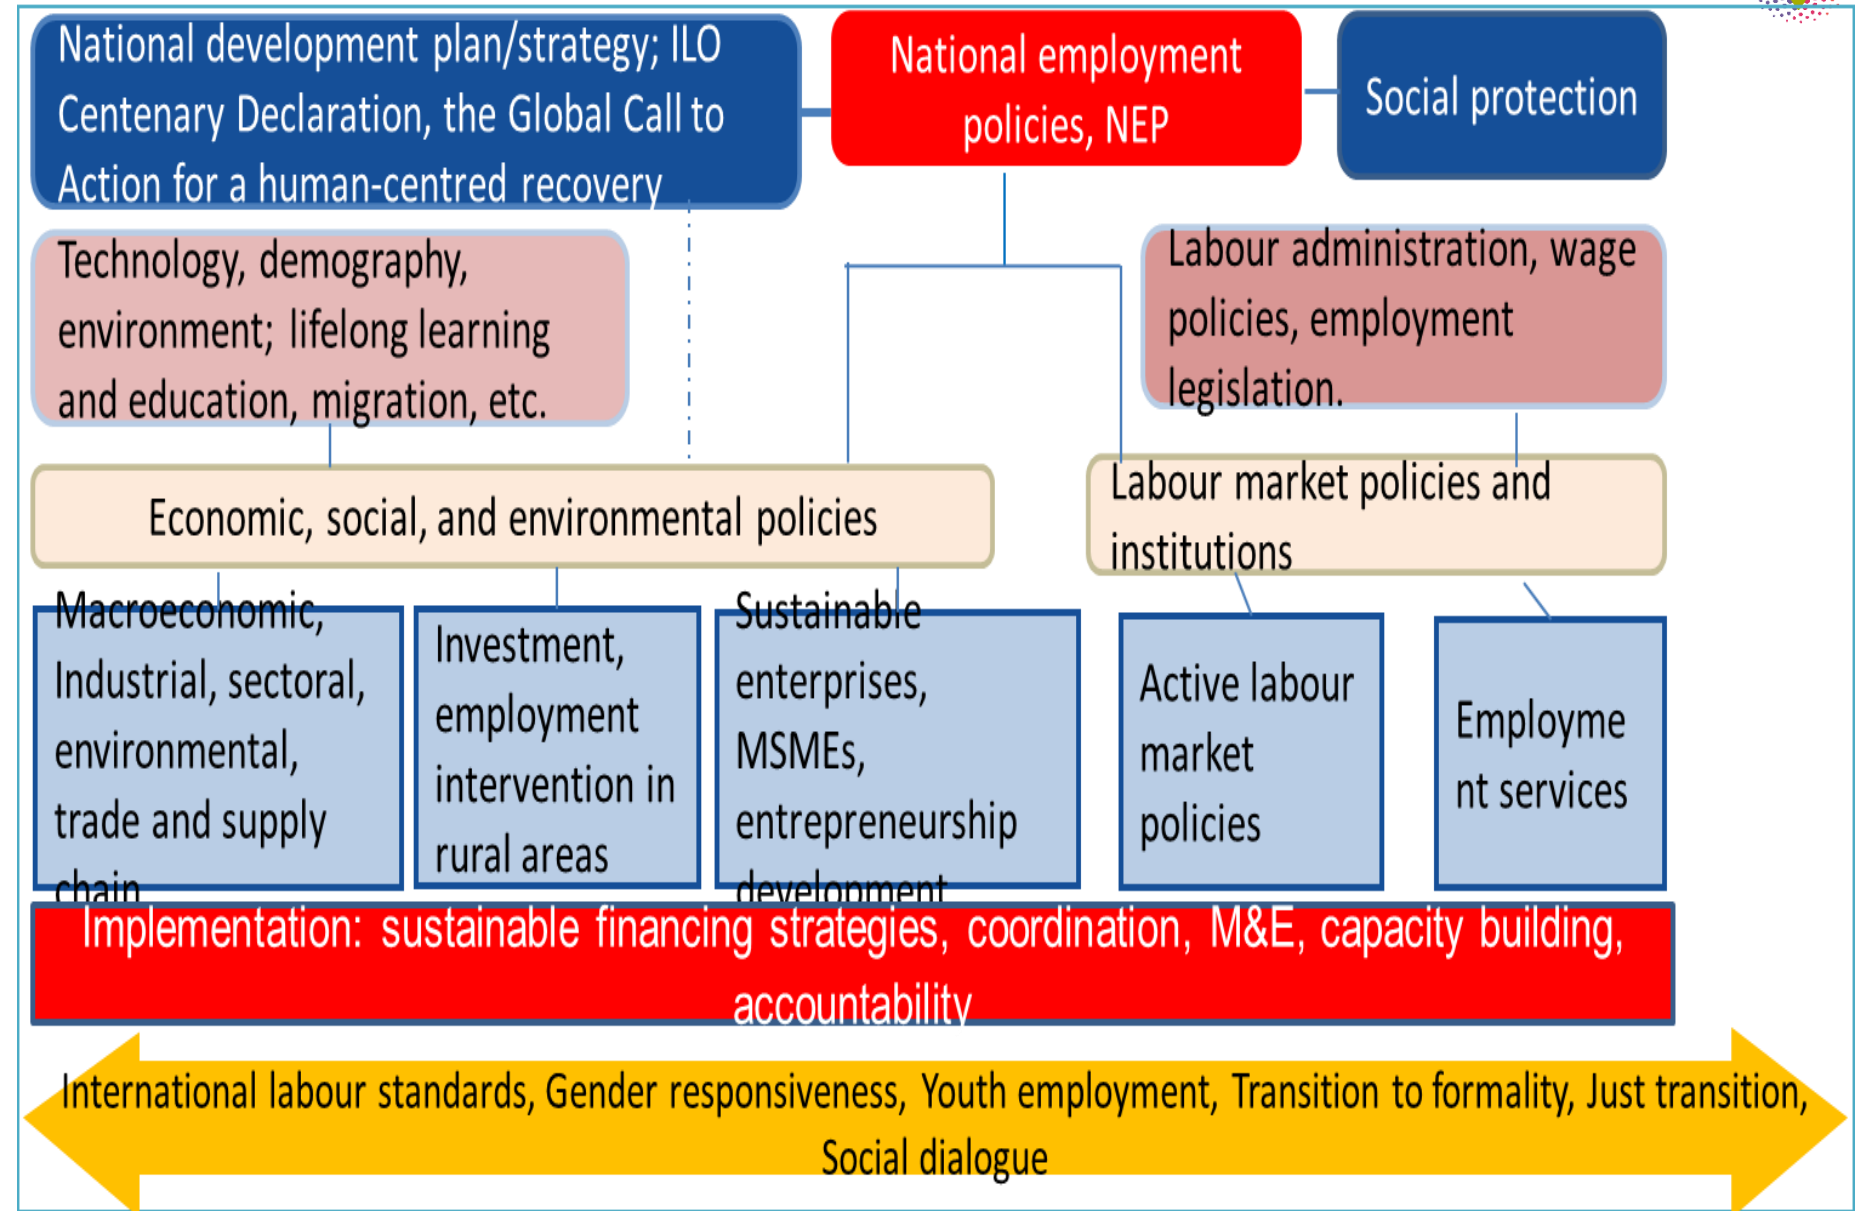 National development plan/strategy; ILO
Centenary Declaration, the Global Call to
Action for a human-centred recovery
National employment
policies, NEP
Social protection
Technology, demography,
environment; lifelong learning
and education, migration, etc.
Labour administration, wage
policies, employment
legislation.
Economic, social, and environmental policies
Labour market policies and
institutions
Macroeconomic,
Industrial, sectoral,
environmental,
trade and supply
chain
Investment,
employment
intervention in
rural areas
Sustainable
enterprises,
MSMEs,
entrepreneurship
development
Active labour
market
policies
Employme
nt services
Implementation: sustainable financing strategies, coordination, M&E, capacity building,
accountability
International labour standards, Gender responsiveness, Youth employment, Transition to formality, Just transition,
Social dialogue